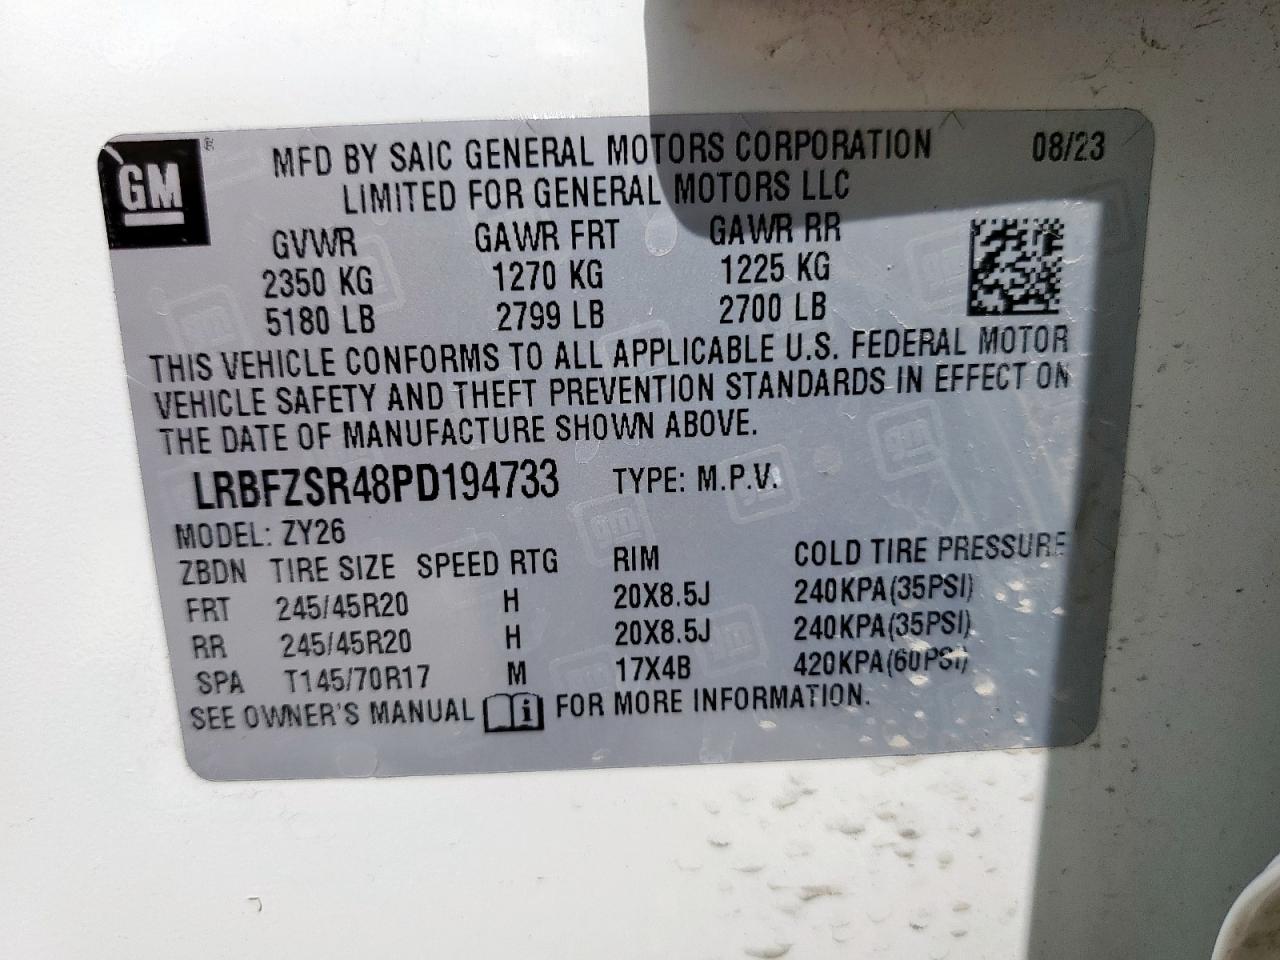 GM ®
MFD BY SAIC GENERAL MOTORS CORPORATION 08/23
LIMITED FOR GENERAL MOTORS LLC
GVWR GAWR FRT GAWR RR
2350 KG 1270 KG 1225 KG
5180 LB 2799 LB 2700 LB
THIS VEHICLE CONFORMS TO ALL APPLICABLE U.S. FEDERAL MOTOR
VEHICLE SAFETY AND THEFT PREVENTION STANDARDS IN EFFECT ON
THE DATE OF MANUFACTURE SHOWN ABOVE.
LRBFZSR48PD194733 TYPE: M.P.V.
MODEL: ZY26
ZBDN TIRE SIZE SPEED RTG RIM COLD TIRE PRESSURE
FRT 245/45R20 H 20X8.5J 240KPA(35PSI)
RR 245/45R20 H 20X8.5J 240KPA(35PSI)
SPA T145/70R17 M 17X4B 420KPA(60PSI)
SEE OWNER'S MANUAL i FOR MORE INFORMATION.